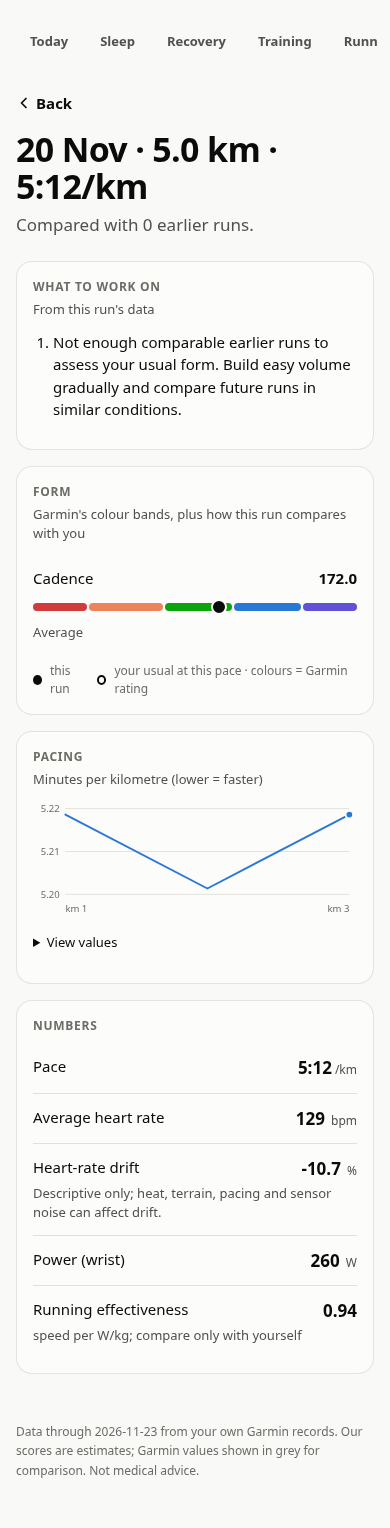 Today Sleep Recovery Training Runn
Back
20 Nov · 5.0 km ·
5:12/km
Compared with 0 earlier runs.
WHAT TO WORK ON
From this run's data
1. Not enough comparable earlier runs to
assess your usual form. Build easy volume
gradually and compare future runs in
similar conditions.
FORM
Garmin's colour bands, plus how this run compares
with you
Cadence 172.0
Average
this
run
your usual at this pace · colours = Garmin
rating
PACING
Minutes per kilometre (lower = faster)
5.22
5.21
5.20
km 1 km 3
View values
NUMBERS
Pace 5:12 /km
Average heart rate 129 bpm
Heart-rate drift -10.7 %
Descriptive only; heat, terrain, pacing and sensor
noise can affect drift.
Power (wrist) 260 W
Running effectiveness 0.94
speed per W/kg; compare only with yourself
Data through 2026-11-23 from your own Garmin records. Our
scores are estimates; Garmin values shown in grey for
comparison. Not medical advice.